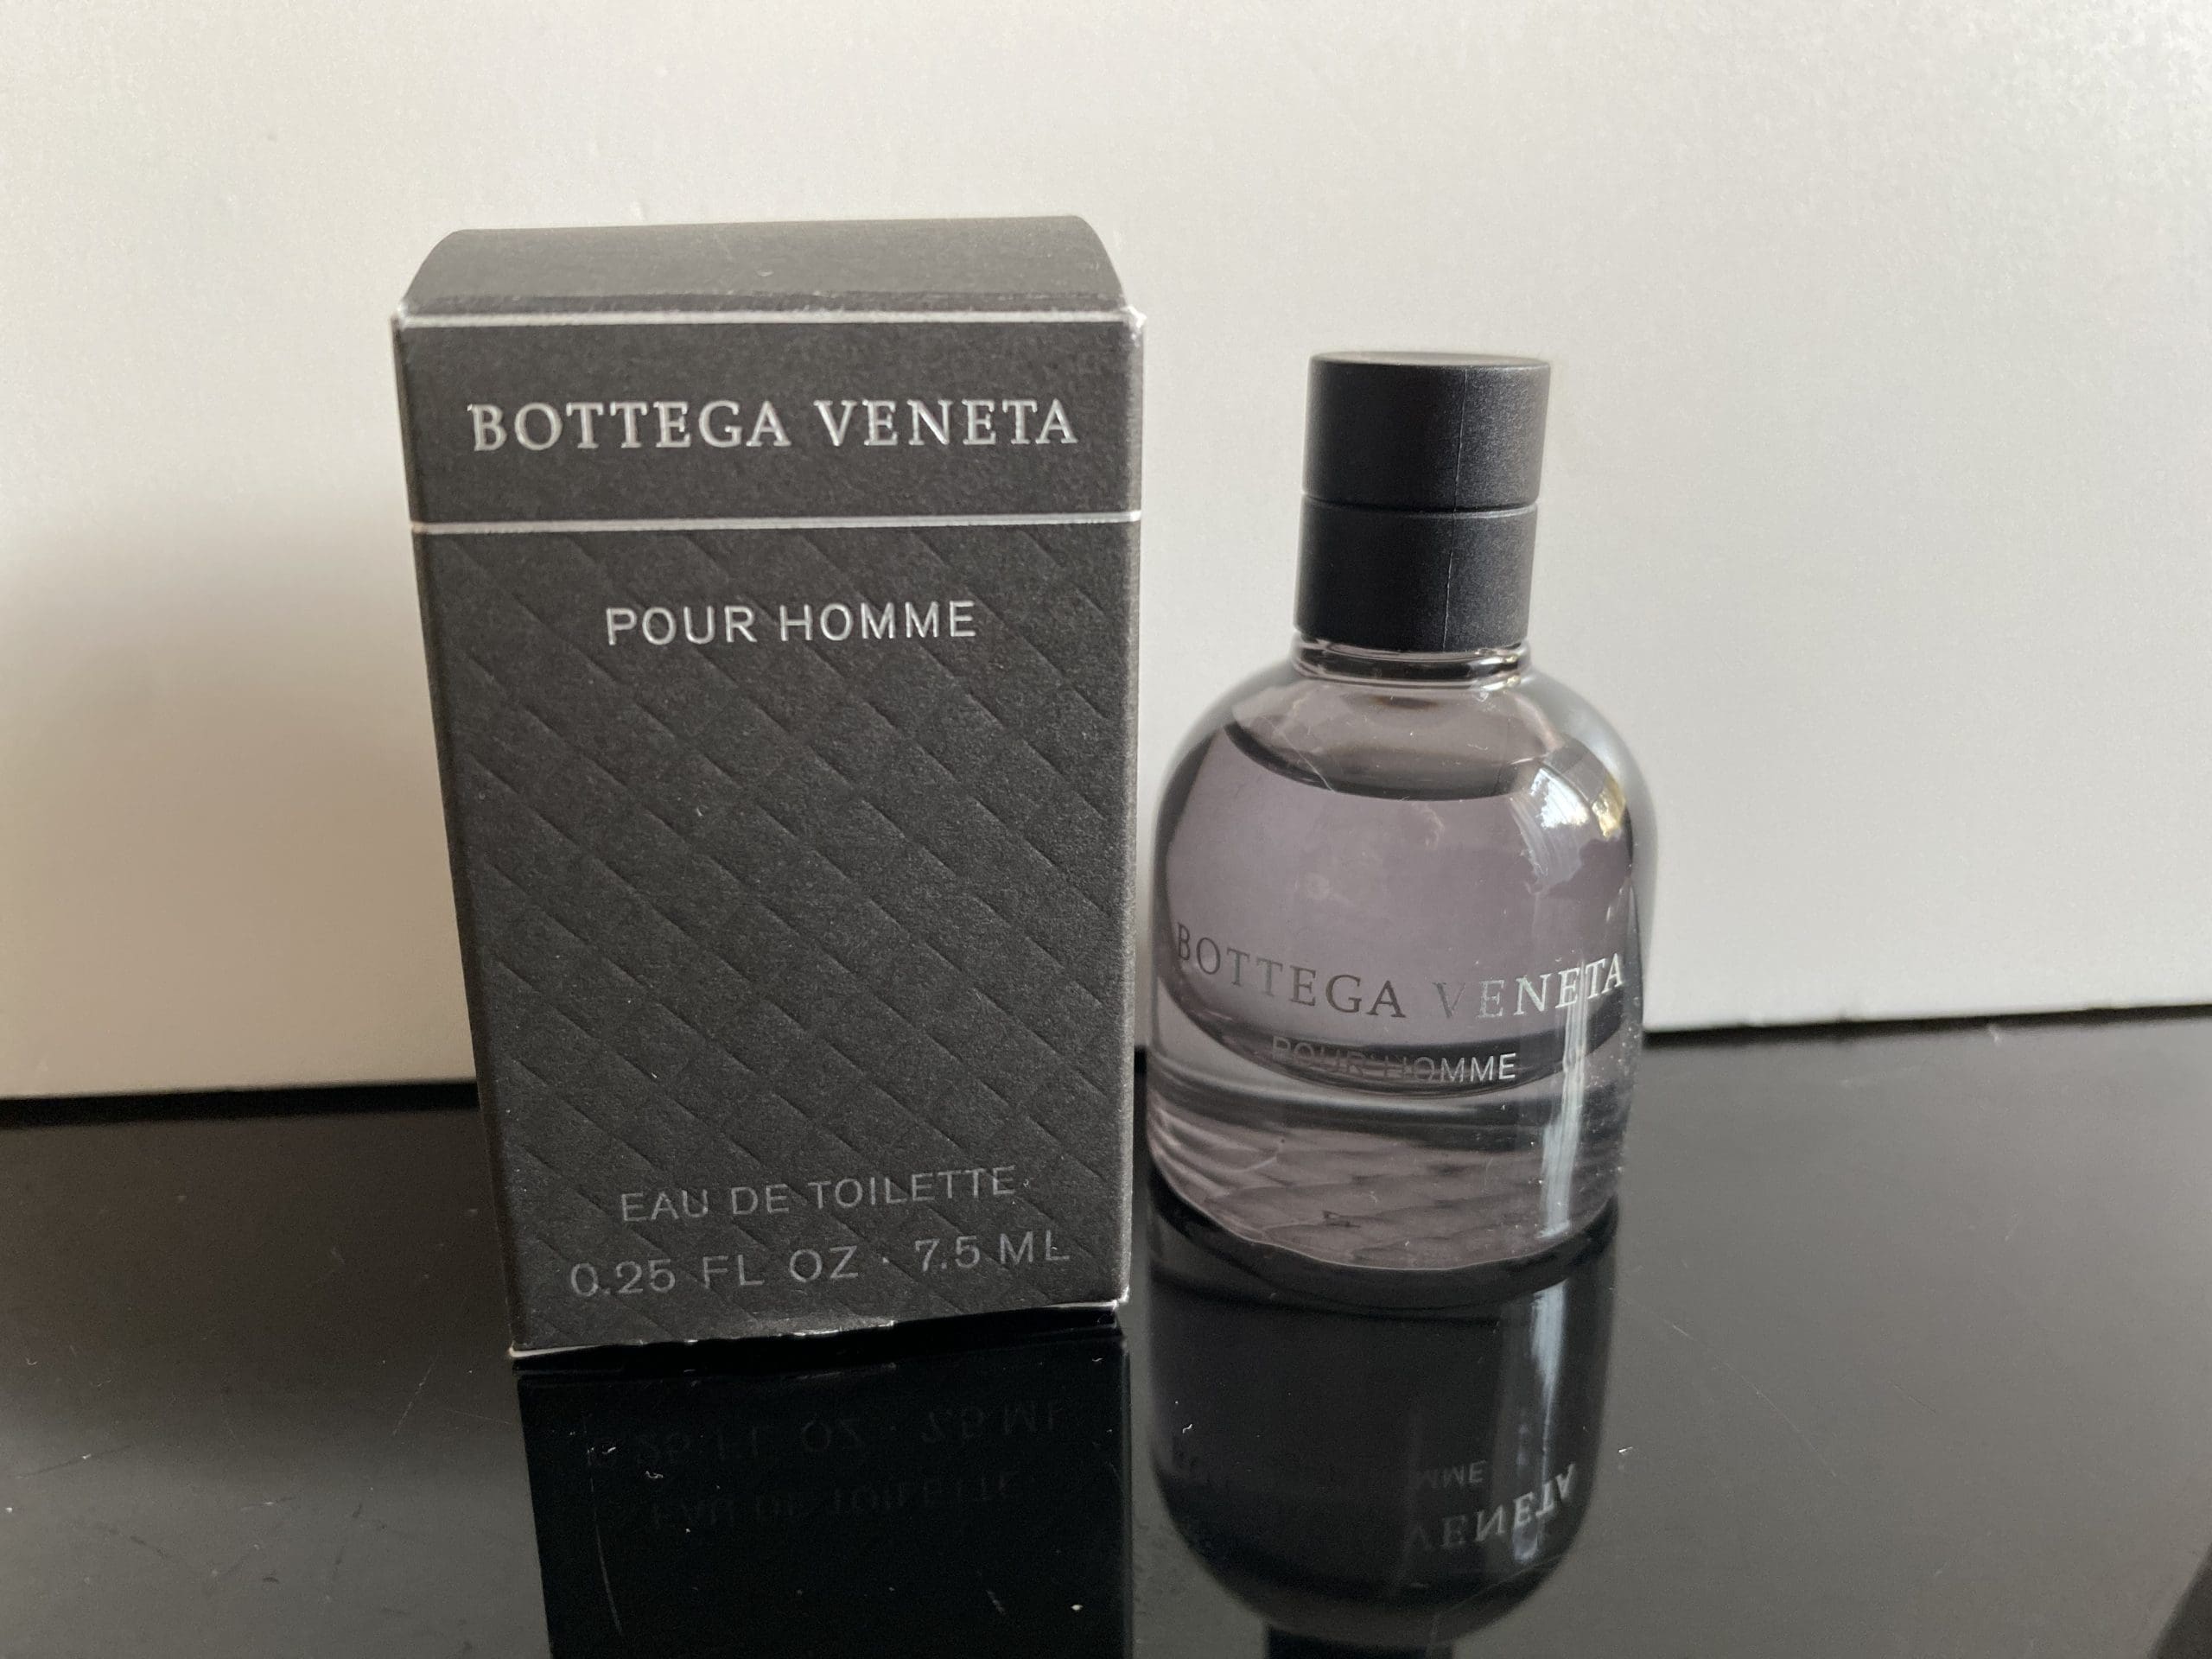 BOTTEGA VENETA
POUR HOMME
EAU DE TOILETTE
0.25 FL OZ · 7.5 ML
BOTTEGA VENETA
POUR HOMME